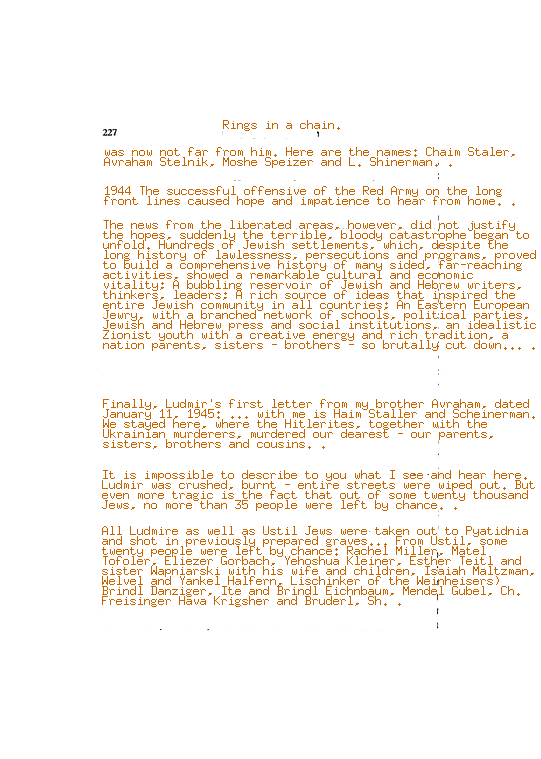 Rings in a chain.
227
was now not far from him. Here are the names: Chaim Staler,
Avraham Stelnik, Moshe Speizer and L. Shinerman. .
1944 The successful offensive of the Red Army on the long
front lines caused hope and impatience to hear from home. .
The news from the liberated areas, however, did not justify
the hopes, suddenly the terrible, bloody catastrophe began to
unfold. Hundreds of Jewish settlements, which, despite the
long history of lawlessness, persecutions and programs, proved
to build a comprehensive history of many sided, far-reaching
activities, showed a remarkable cultural and economic
vitality; A bubbling reservoir of Jewish and Hebrew writers,
thinkers, leaders; A rich source of ideas that inspired the
entire Jewish community in all countries; An Eastern European
Jewry, with a branched network of schools, political parties,
Jewish and Hebrew press and social institutions, an idealistic
Zionist youth with a creative energy and rich tradition, a
nation parents, sisters - brothers - so brutally cut down... .
Finally, Ludmir's first letter from my brother Avraham, dated
January 11, 1945: ... with me is Haim Staller and Scheinerman.
We stayed here, where the Hitlerites, together with the
Ukrainian murderers, murdered our dearest - our parents,
sisters, brothers and cousins. .
It is impossible to describe to you what I see and hear here.
Ludmir was crushed, burnt - entire streets were wiped out. But
even more tragic is the fact that out of some twenty thousand
Jews, no more than 35 people were left by chance. .
All Ludmire as well as Ustil Jews were taken out to Pyatidnia
and shot in previously prepared graves... From Ustil, some
twenty people were left by chance: Rachel Millen, Matel
Tofoler, Eliezer Gorbach, Yehoshua Kleiner, Esther Teitl and
sister Wapniarski with his wife and children, Isaiah Maltzman,
Welvel and Yankel Halfern, Lischinker of the Weinheisers)
Brindl Danziger, Ite and Brindl Eichnbaum, Mendel Gubel, Ch.
Freisinger Hava Krigsher and Bruderl, Sh. .